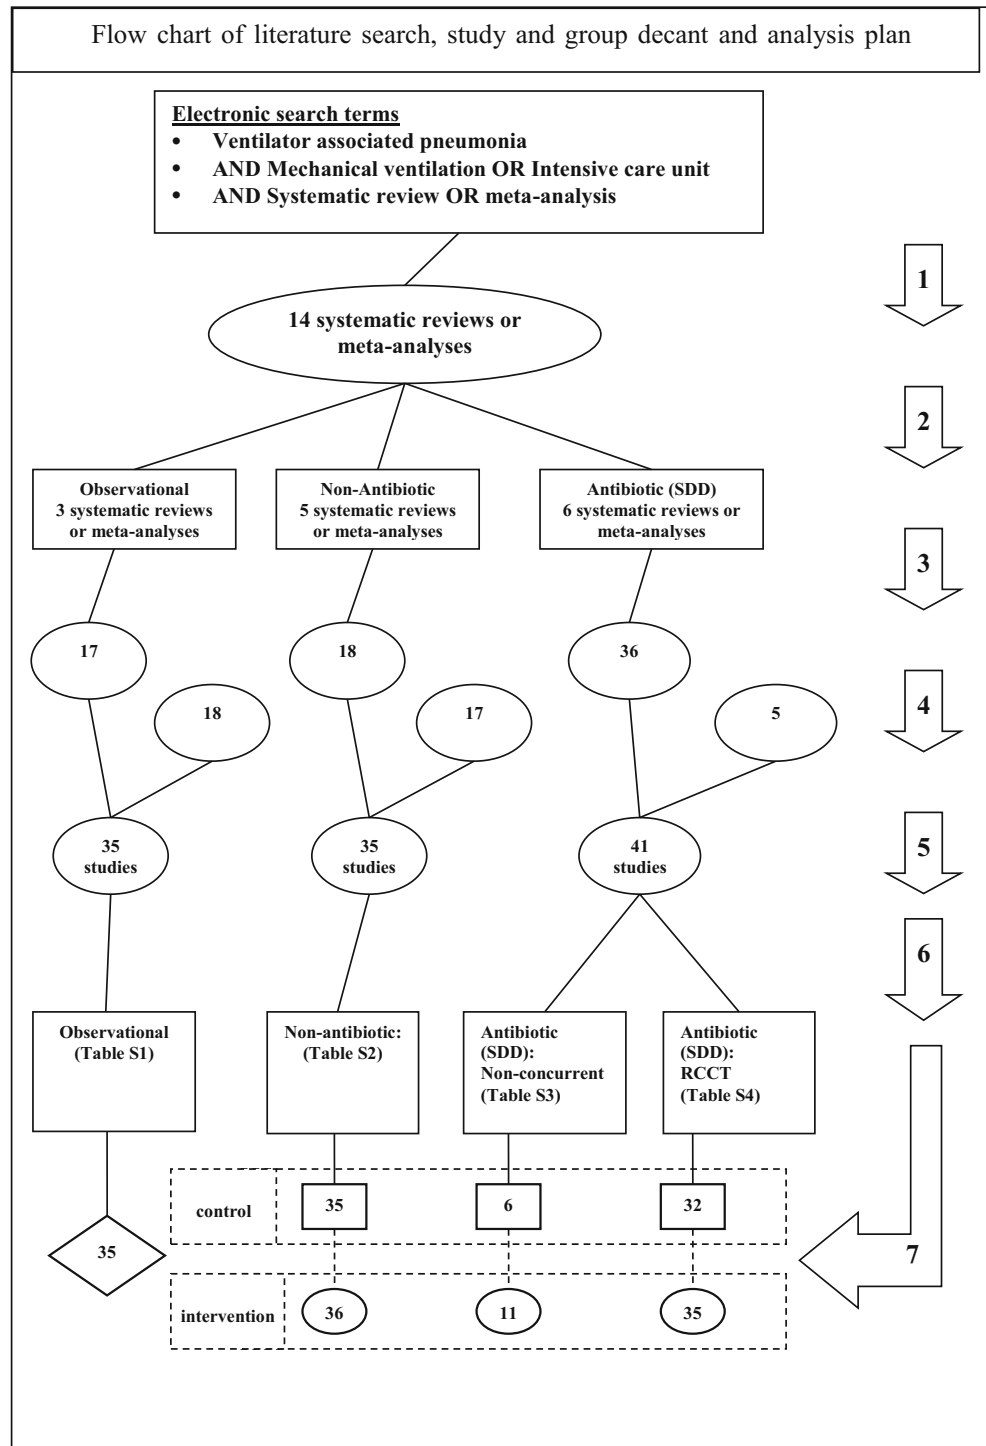 Flow chart of literature search, study and group decant and analysis plan
Electronic search terms
• Ventilator associated pneumonia
• AND Mechanical ventilation OR Intensive care unit
• AND Systematic review OR meta-analysis
1
14 systematic reviews or
meta-analyses
2
Observational
3 systematic reviews
or meta-analyses
Non-Antibiotic
5 systematic reviews
or meta-analyses
Antibiotic (SDD)
6 systematic reviews or
meta-analyses
3
17
18
36
18
17
5
4
35
studies
35
studies
41
studies
5
6
Observational
(Table S1)
Non-antibiotic:
(Table S2)
Antibiotic
(SDD):
Non-concurrent
(Table S3)
Antibiotic
(SDD):
RCCT
(Table S4)
control
35
6
32
35
7
intervention
36
11
35